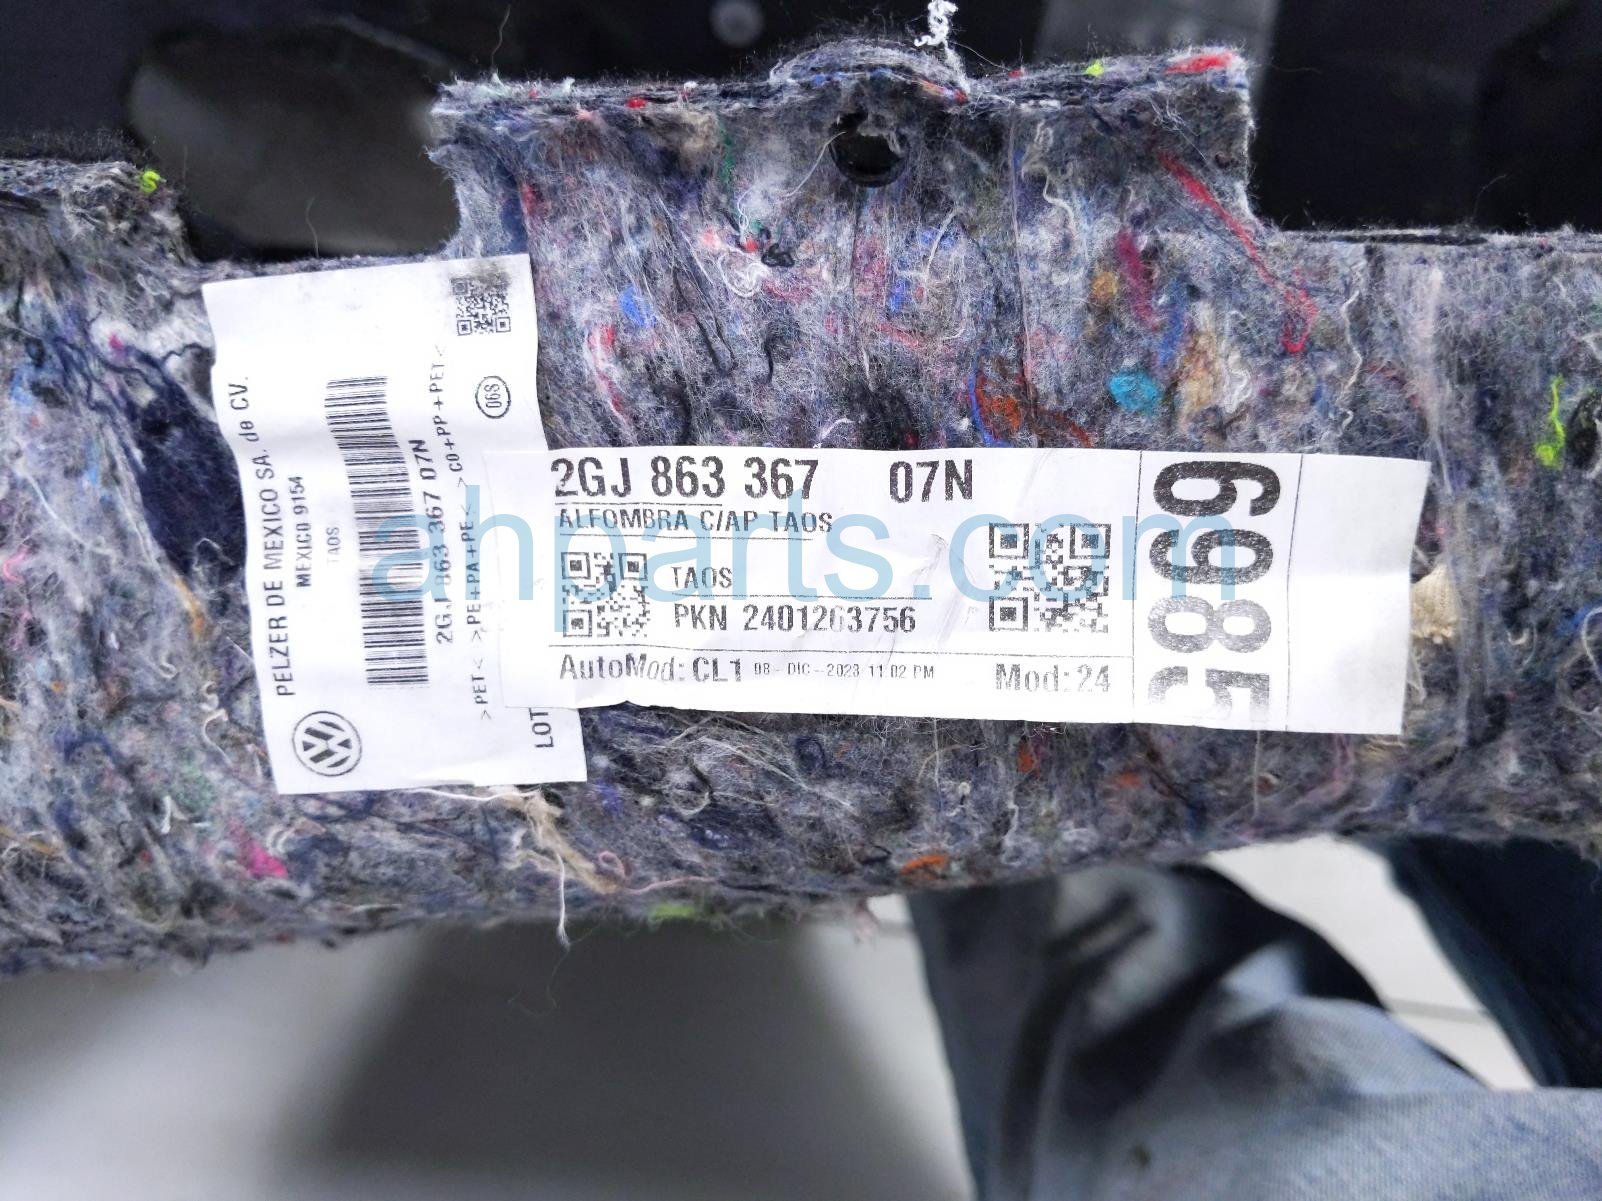 PELZER DE MEXICO SA. de CV.
MEXICO 9154
TAOS
2GJ 863 367 07N
>PET< >PE+PA+PE< >CO+PP+PET<
06S
LOT
2GJ 863 367 07N
ALFOMBRA C/AP TAOS
TAOS
PKN 2401263756
AutoMod: CL1 08-DIC-2023 11:02 PM Mod: 24
6985
ahparts.com